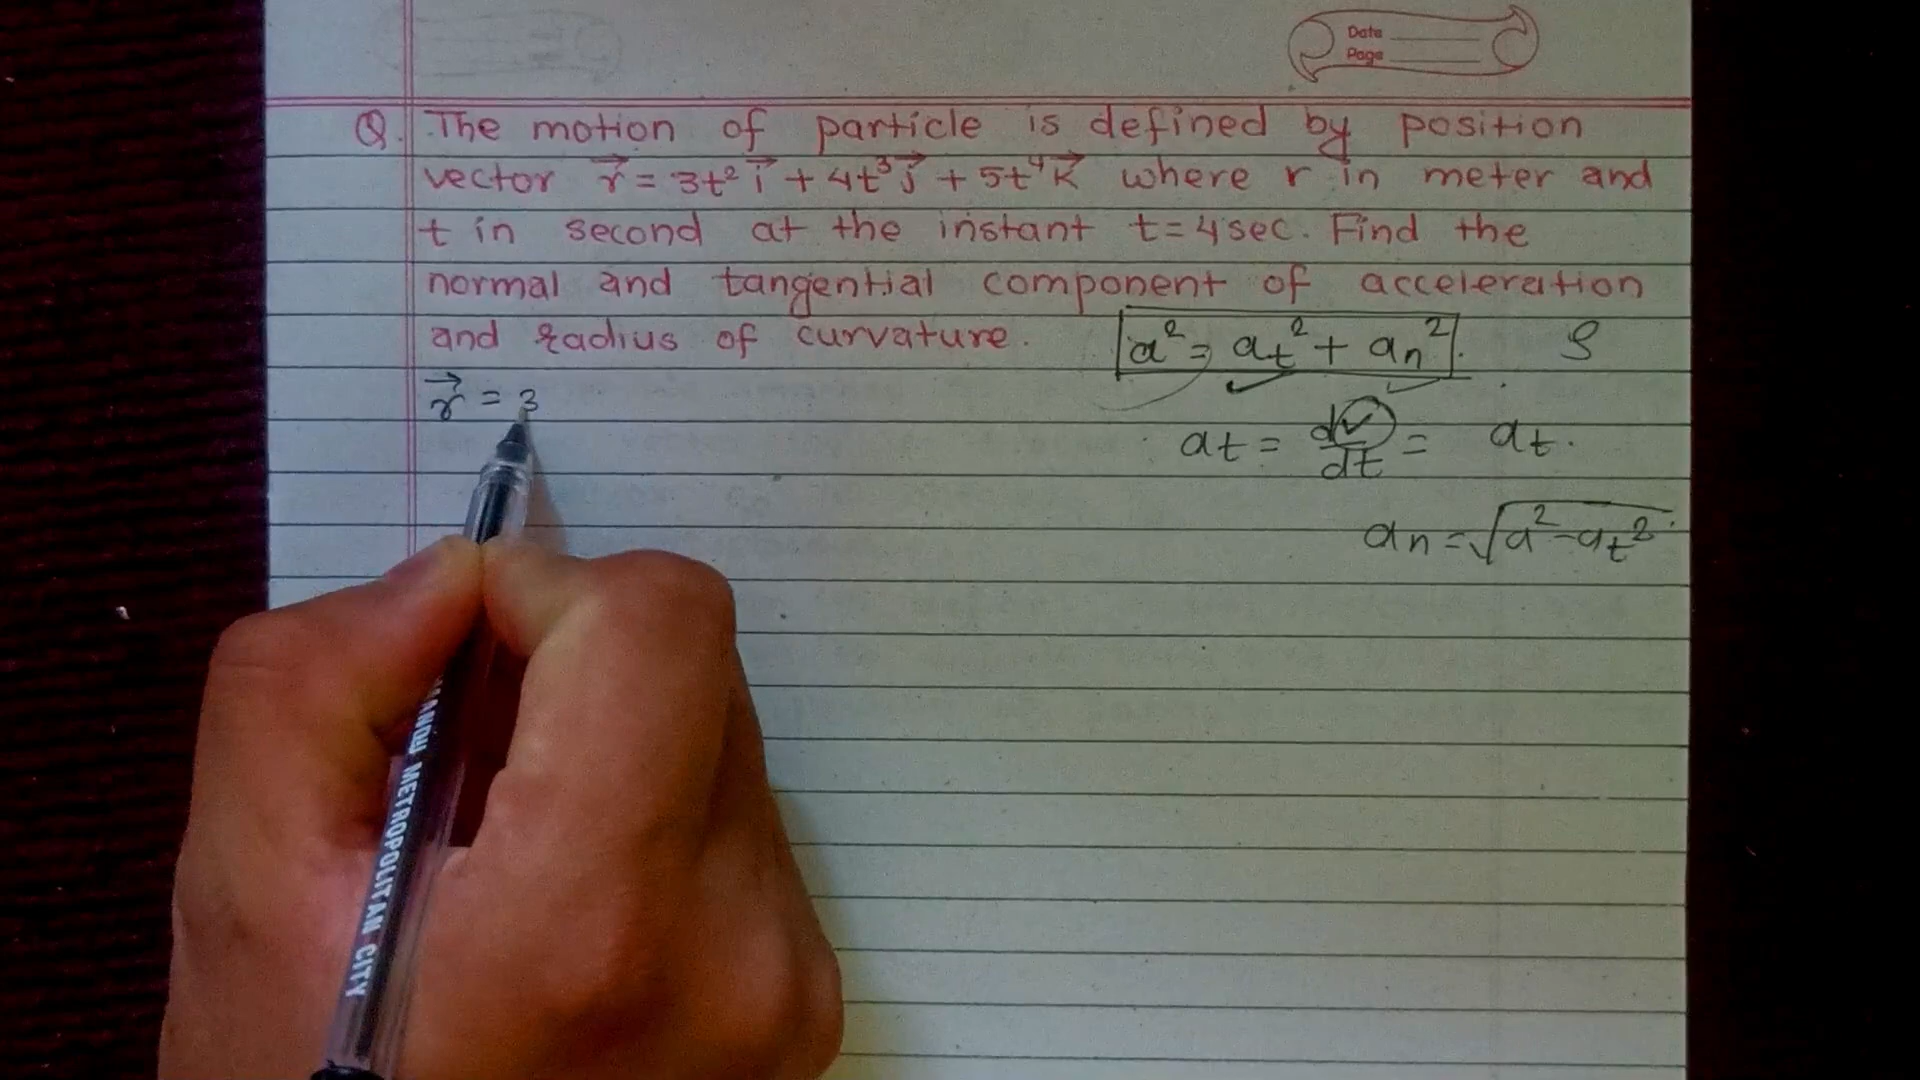 Date
Page
Q. The motion of particle is defined by position
vector r⃗ = 3t² i⃗ + 4t³ j⃗ + 5t⁴ k⃗ where r in meter and
t in second at the instant t=4sec. Find the
normal and tangential component of acceleration
and radius of curvature.
a² = at² + an². ρ
r⃗ = 3
at = dv/dt = at.
an = √a²-at²
MANDU METROPOLITAN CITY